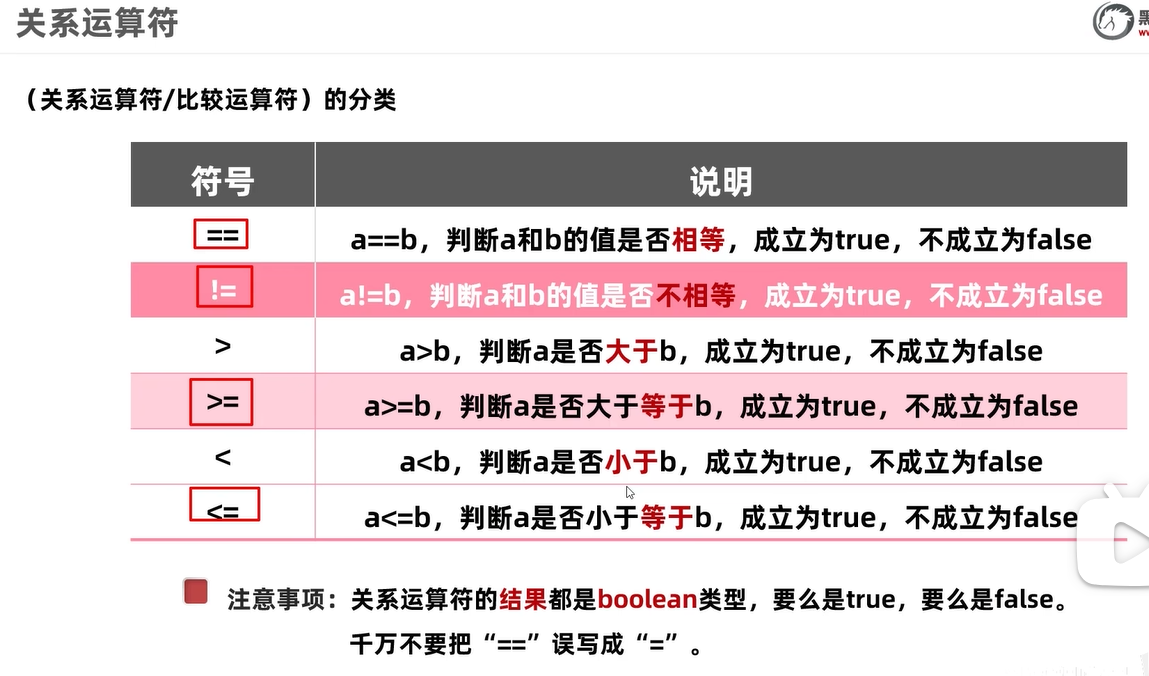 关系运算符
黑
（关系运算符/比较运算符）的分类
符号 说明
== a==b，判断a和b的值是否相等，成立为true，不成立为false
!= a!=b，判断a和b的值是否不相等，成立为true，不成立为false
> a>b，判断a是否大于b，成立为true，不成立为false
>= a>=b，判断a是否大于等于b，成立为true，不成立为false
< a<b，判断a是否小于b，成立为true，不成立为false
<= a<=b，判断a是否小于等于b，成立为true，不成立为false
注意事项：关系运算符的结果都是boolean类型，要么是true，要么是false。
千万不要把“==”误写成“=”。